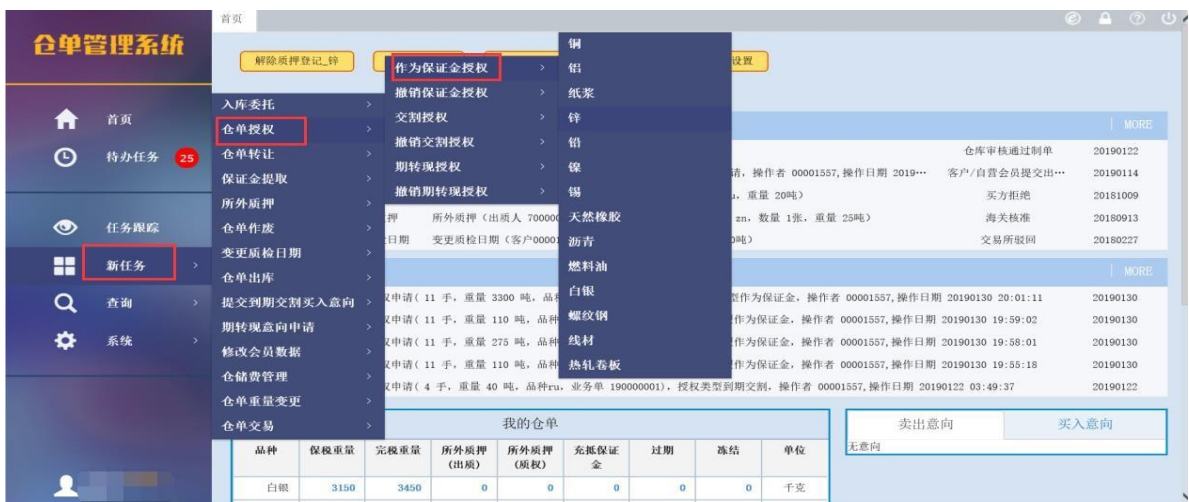 首页
仓单管理系统
解除质押登记_锌
设置
首页
待办任务 25
任务跟踪
新任务
查询
系统
入库委托
仓单授权
仓单转让
保证金提取
所外质押
仓单作废
变更质检日期
仓单出库
提交到期交割买入意向
期转现意向申请
修改会员数据
仓储费管理
仓单重量变更
仓单交易
作为保证金授权
撤销保证金授权
交割授权
撤销交割授权
期转现授权
撤销期转现授权
铜
铝
纸浆
锌
铅
镍
锡
天然橡胶
沥青
燃料油
白银
螺纹钢
线材
热轧卷板
MORE
仓库审核通过制单 20190122
请, 操作者 00001557,操作日期 2019… 客户/自营会员提交出… 20190114
u, 重量 20吨) 买方拒绝 20181009
押 所外质押（出质人 70000 zn, 数量 1张, 重量 25吨) 海关核准 20180913
日期 变更质检日期（客户0000 0吨) 交易所驳回 20180227
MORE
权申请( 11 手, 重量 3300 吨, 品 型作为保证金, 操作者 00001557,操作日期 20190130 20:01:11 20190130
权申请( 11 手, 重量 110 吨, 品种 作为保证金, 操作者 00001557,操作日期 20190130 19:59:02 20190130
权申请( 11 手, 重量 275 吨, 品种 作为保证金, 操作者 00001557,操作日期 20190130 19:58:01 20190130
权申请( 11 手, 重量 110 吨, 品种 作为保证金, 操作者 00001557,操作日期 20190130 19:55:18 20190130
权申请( 4 手, 重量 40 吨, 品种ru, 业务单 190000001), 授权类型到期交割, 操作者 00001557,操作日期 20190122 03:49:37 20190122
我的仓单
品种 保税重量 完税重量 所外质押(出质) 所外质押(质权) 充抵保证金 过期 冻结 单位
白银 3150 3450 0 0 0 0 0 千克
卖出意向 买入意向
无意向